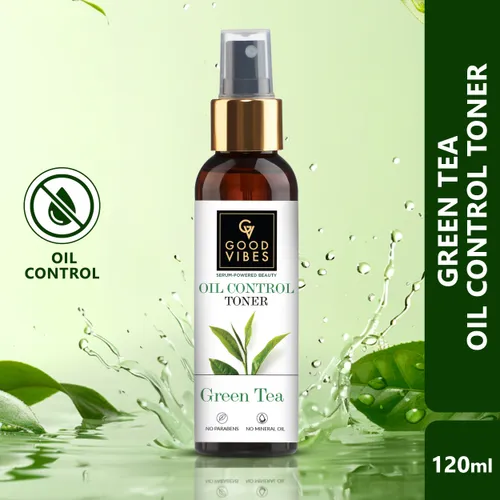 OIL
CONTROL
GV
GOOD
VIBES
SERUM-POWERED BEAUTY
OIL CONTROL
TONER
Green Tea
NO PARABENS
NO MINERAL OIL
GREEN TEA
OIL CONTROL TONER
120ml